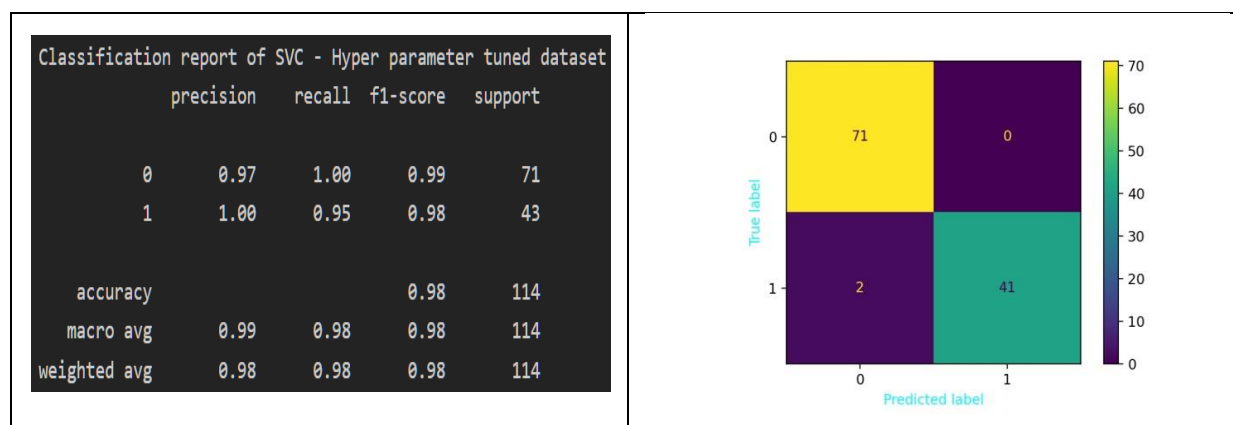 Classification report of SVC - Hyper parameter tuned dataset
precision recall f1-score support
0 0.97 1.00 0.99 71
1 1.00 0.95 0.98 43
accuracy 0.98 114
macro avg 0.99 0.98 0.98 114
weighted avg 0.98 0.98 0.98 114
True label
0
1
71 0
2 41
0 1
Predicted label
70
60
50
40
30
20
10
0